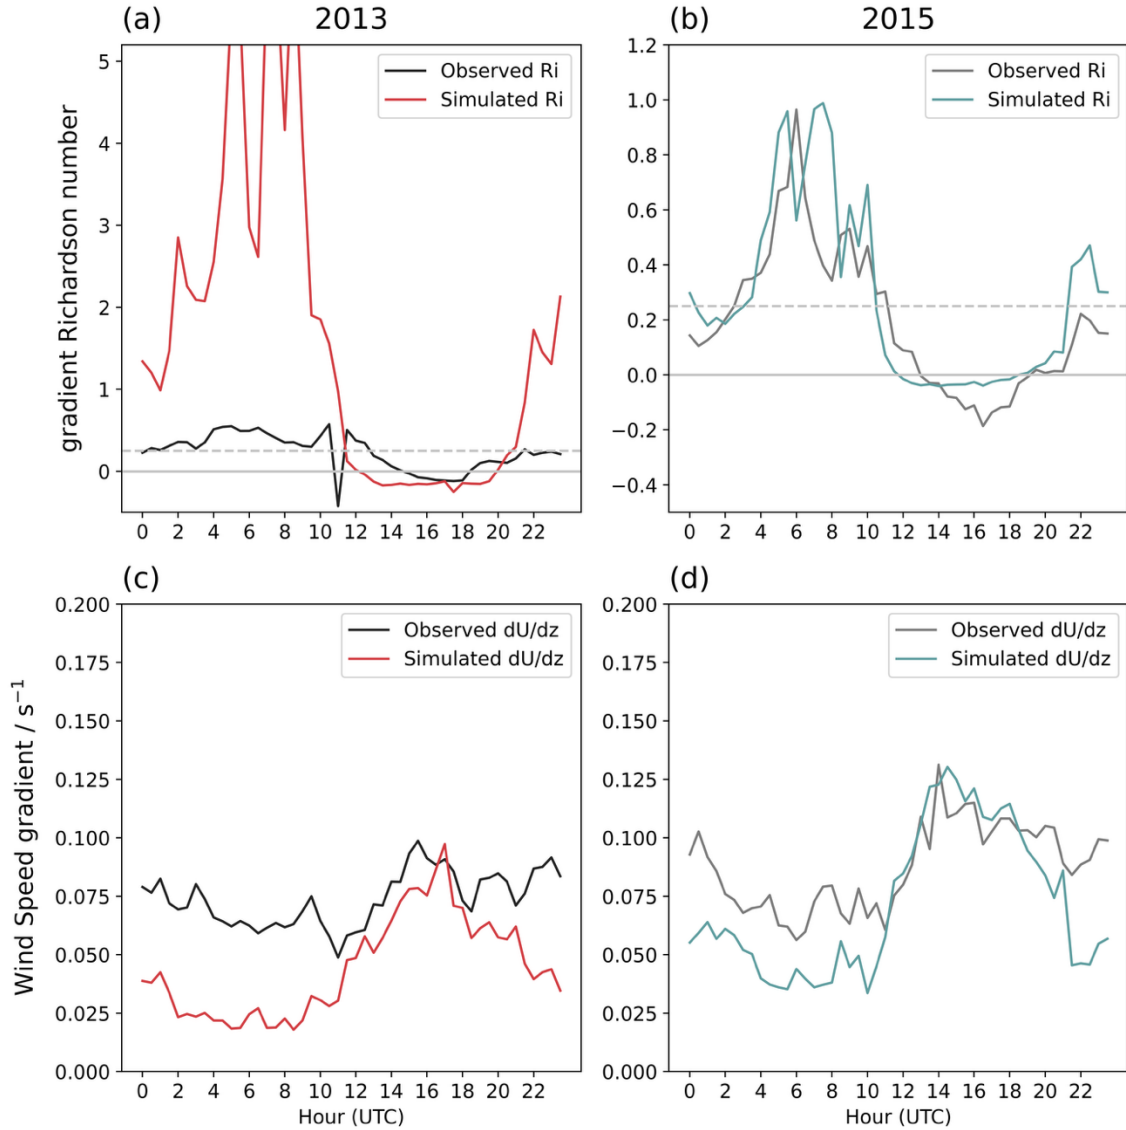 (a) 2013
(b) 2015
gradient Richardson number
5
4
3
2
1
0
Observed Ri
Simulated Ri
0 2 4 6 8 10 12 14 16 18 20 22
1.2
1.0
0.8
0.6
0.4
0.2
0.0
−0.2
−0.4
Observed Ri
Simulated Ri
0 2 4 6 8 10 12 14 16 18 20 22
(c)
Wind Speed gradient / s⁻¹
0.200
0.175
0.150
0.125
0.100
0.075
0.050
0.025
0.000
Observed dU/dz
Simulated dU/dz
0 2 4 6 8 10 12 14 16 18 20 22
Hour (UTC)
(d)
0.200
0.175
0.150
0.125
0.100
0.075
0.050
0.025
0.000
Observed dU/dz
Simulated dU/dz
0 2 4 6 8 10 12 14 16 18 20 22
Hour (UTC)